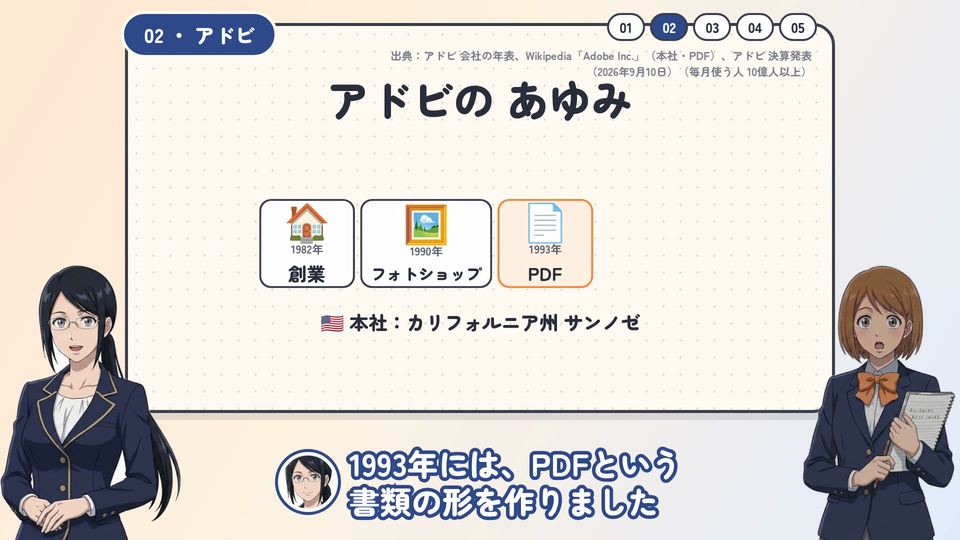 02 ・ アドビ
01 02 03 04 05
出典：アドビ 会社の年表、Wikipedia「Adobe Inc.」（本社・PDF）、アドビ 決算発表
（2026年9月10日）（毎月使う人 10億人以上）
アドビの あゆみ
1982年
創業
1990年
フォトショップ
1993年
PDF
本社：カリフォルニア州 サンノゼ
1993年には、PDFという
書類の形を作りました